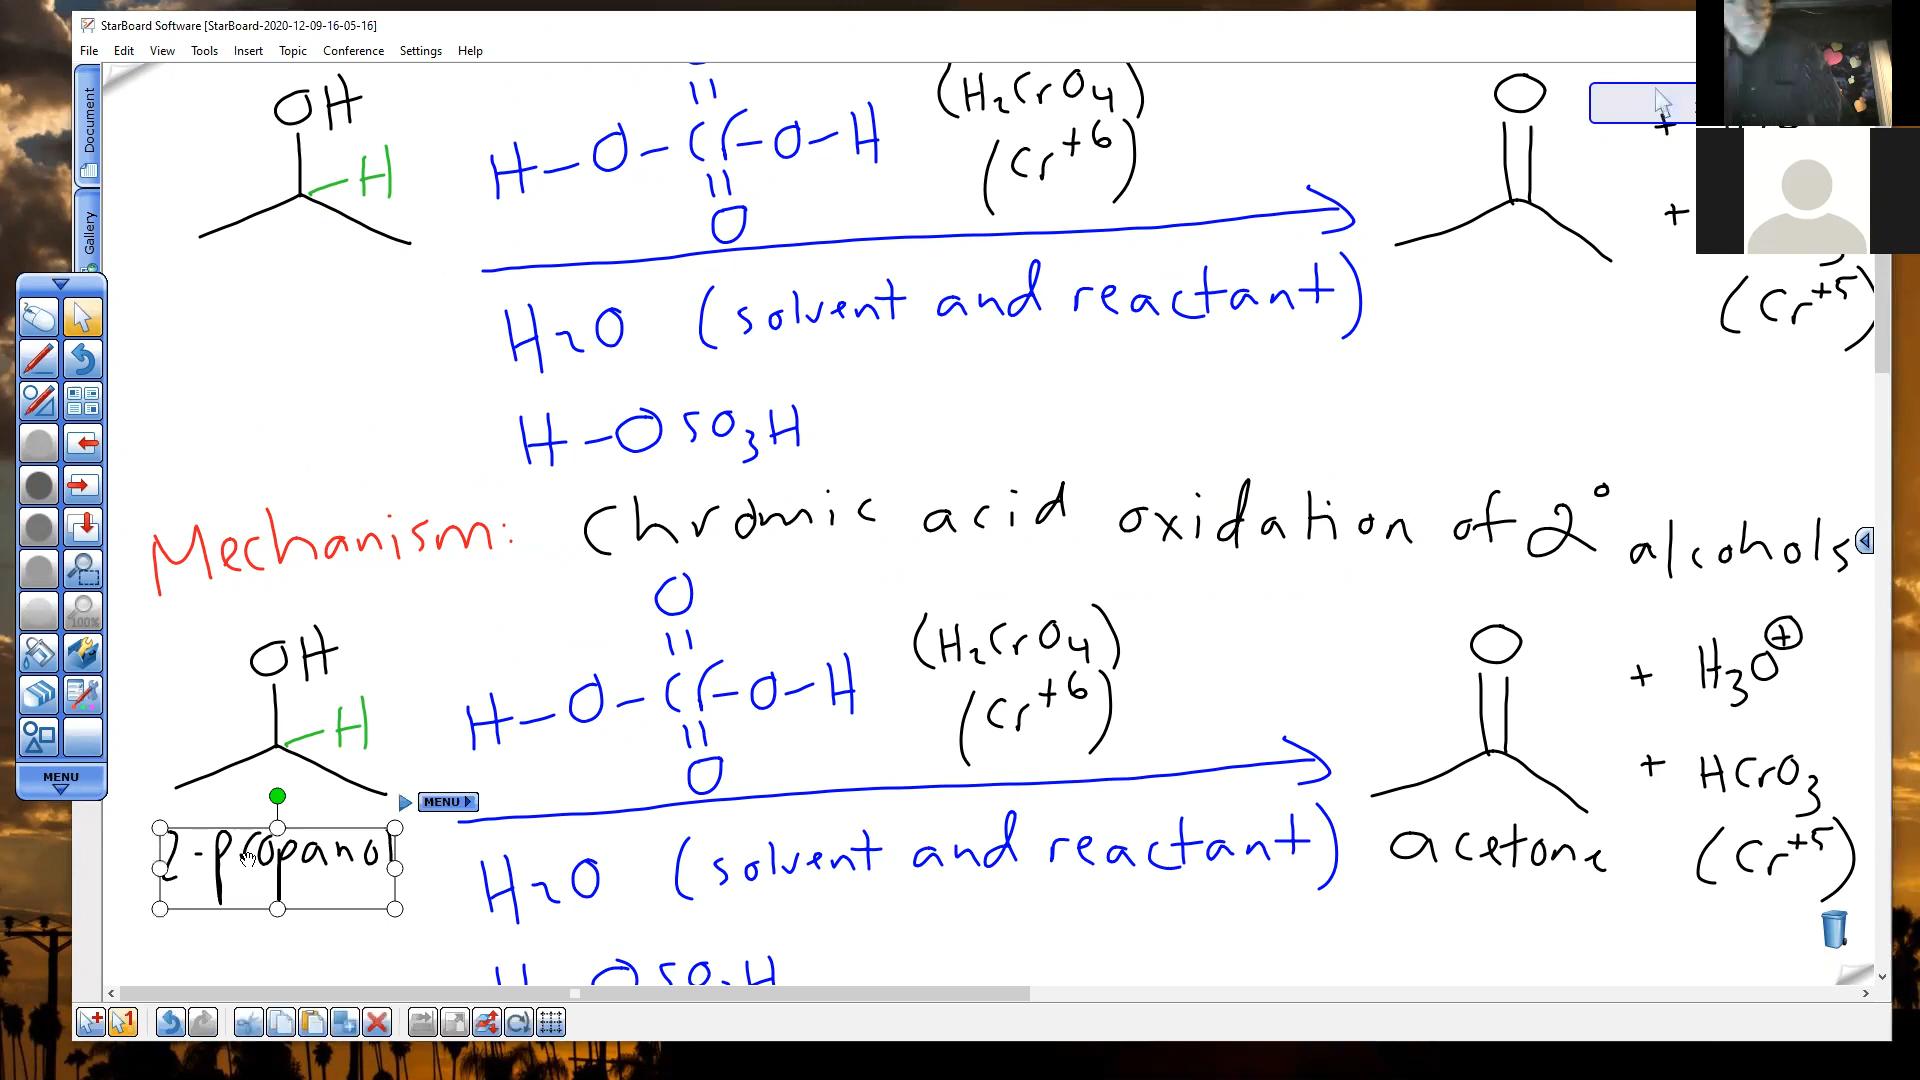 StarBoard Software [StarBoard-2020-12-09-16-05-16]
File Edit View Tools Insert Topic Conference Settings Help
Document
Gallery
OH
H
H-O-Cr-O-H
O
(H2CrO4)
(Cr+6)
O
+
+
(Cr+5)
H2O (solvent and reactant)
H-OSO3H
Mechanism: Chromic acid oxidation of 2° alcohols
OH
H
O
H-O-Cr-O-H
O
(H2CrO4)
(Cr+6)
O
+ H3O+
+ HCrO3
(Cr+5)
MENU
MENU
2-propanol
H2O (solvent and reactant)
acetone
H-OSO3H
100%
1